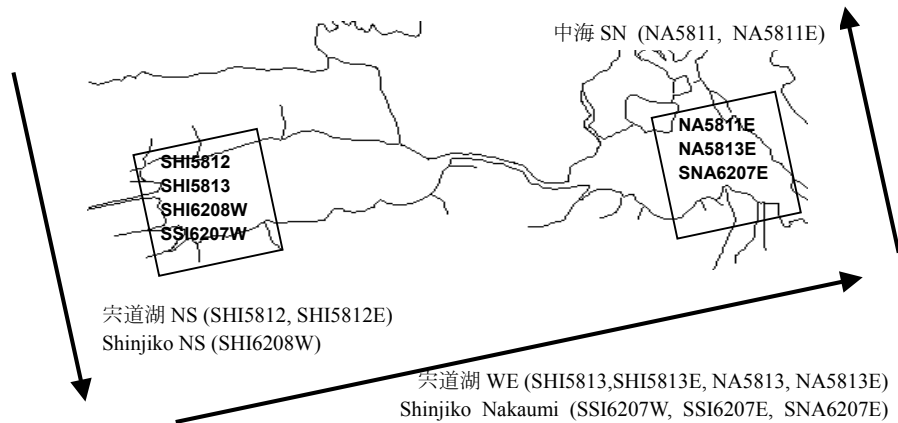 中海 SN (NA5811, NA5811E)
NA5811E
NA5813E
SNA6207E
SHI5812
SHI5813
SHI6208W
SSI6207W
宍道湖 NS (SHI5812, SHI5812E)
Shinjiko NS (SHI6208W)
宍道湖 WE (SHI5813,SHI5813E, NA5813, NA5813E)
Shinjiko Nakaumi (SSI6207W, SSI6207E, SNA6207E)